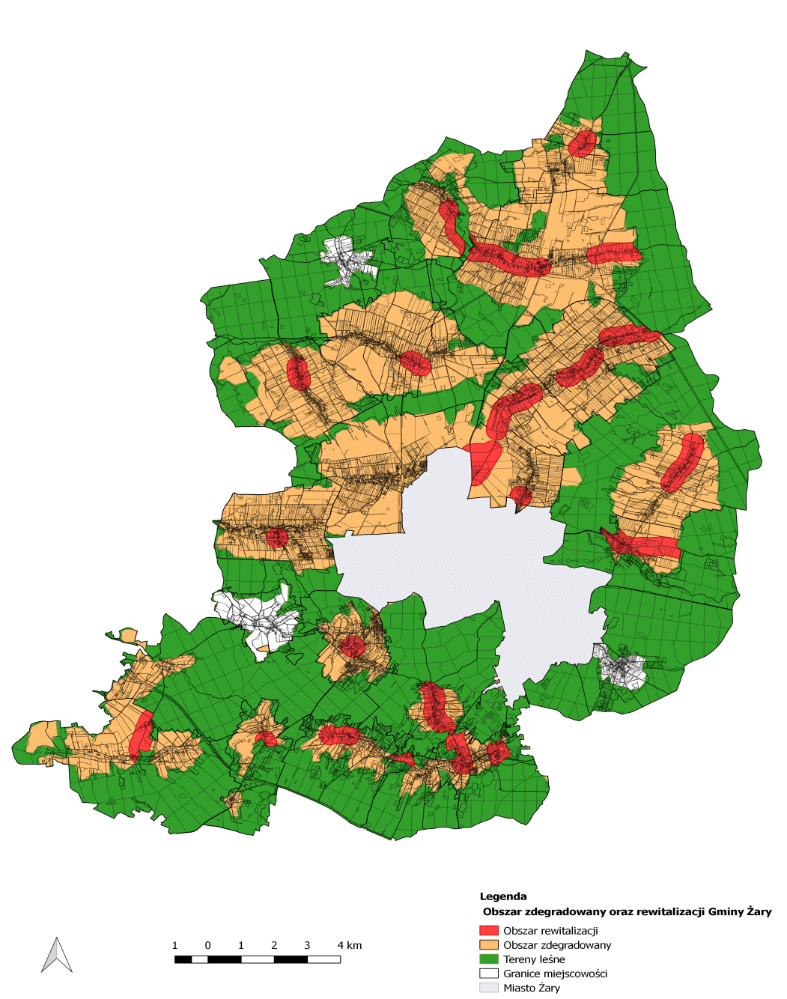 Legenda
Obszar zdegradowany oraz rewitalizacji Gminy Żary
Obszar rewitalizacji
Obszar zdegradowany
Tereny leśne
Granice miejscowości
Miasto Żary
1 0 1 2 3 4 km